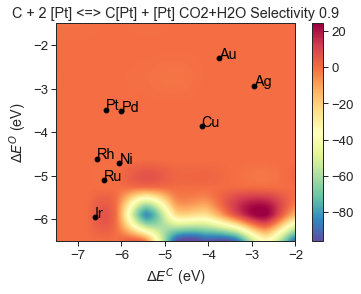 C + 2 [Pt] <=> C[Pt] + [Pt] CO2+H2O Selectivity 0.9
Au
Ag
Pt
Pd
Cu
Rh
Ni
Ru
Ir
−2
−3
−4
−5
−6
ΔE^O (eV)
−7
−6
−5
−4
−3
−2
ΔE^C (eV)
20
0
−20
−40
−60
−80